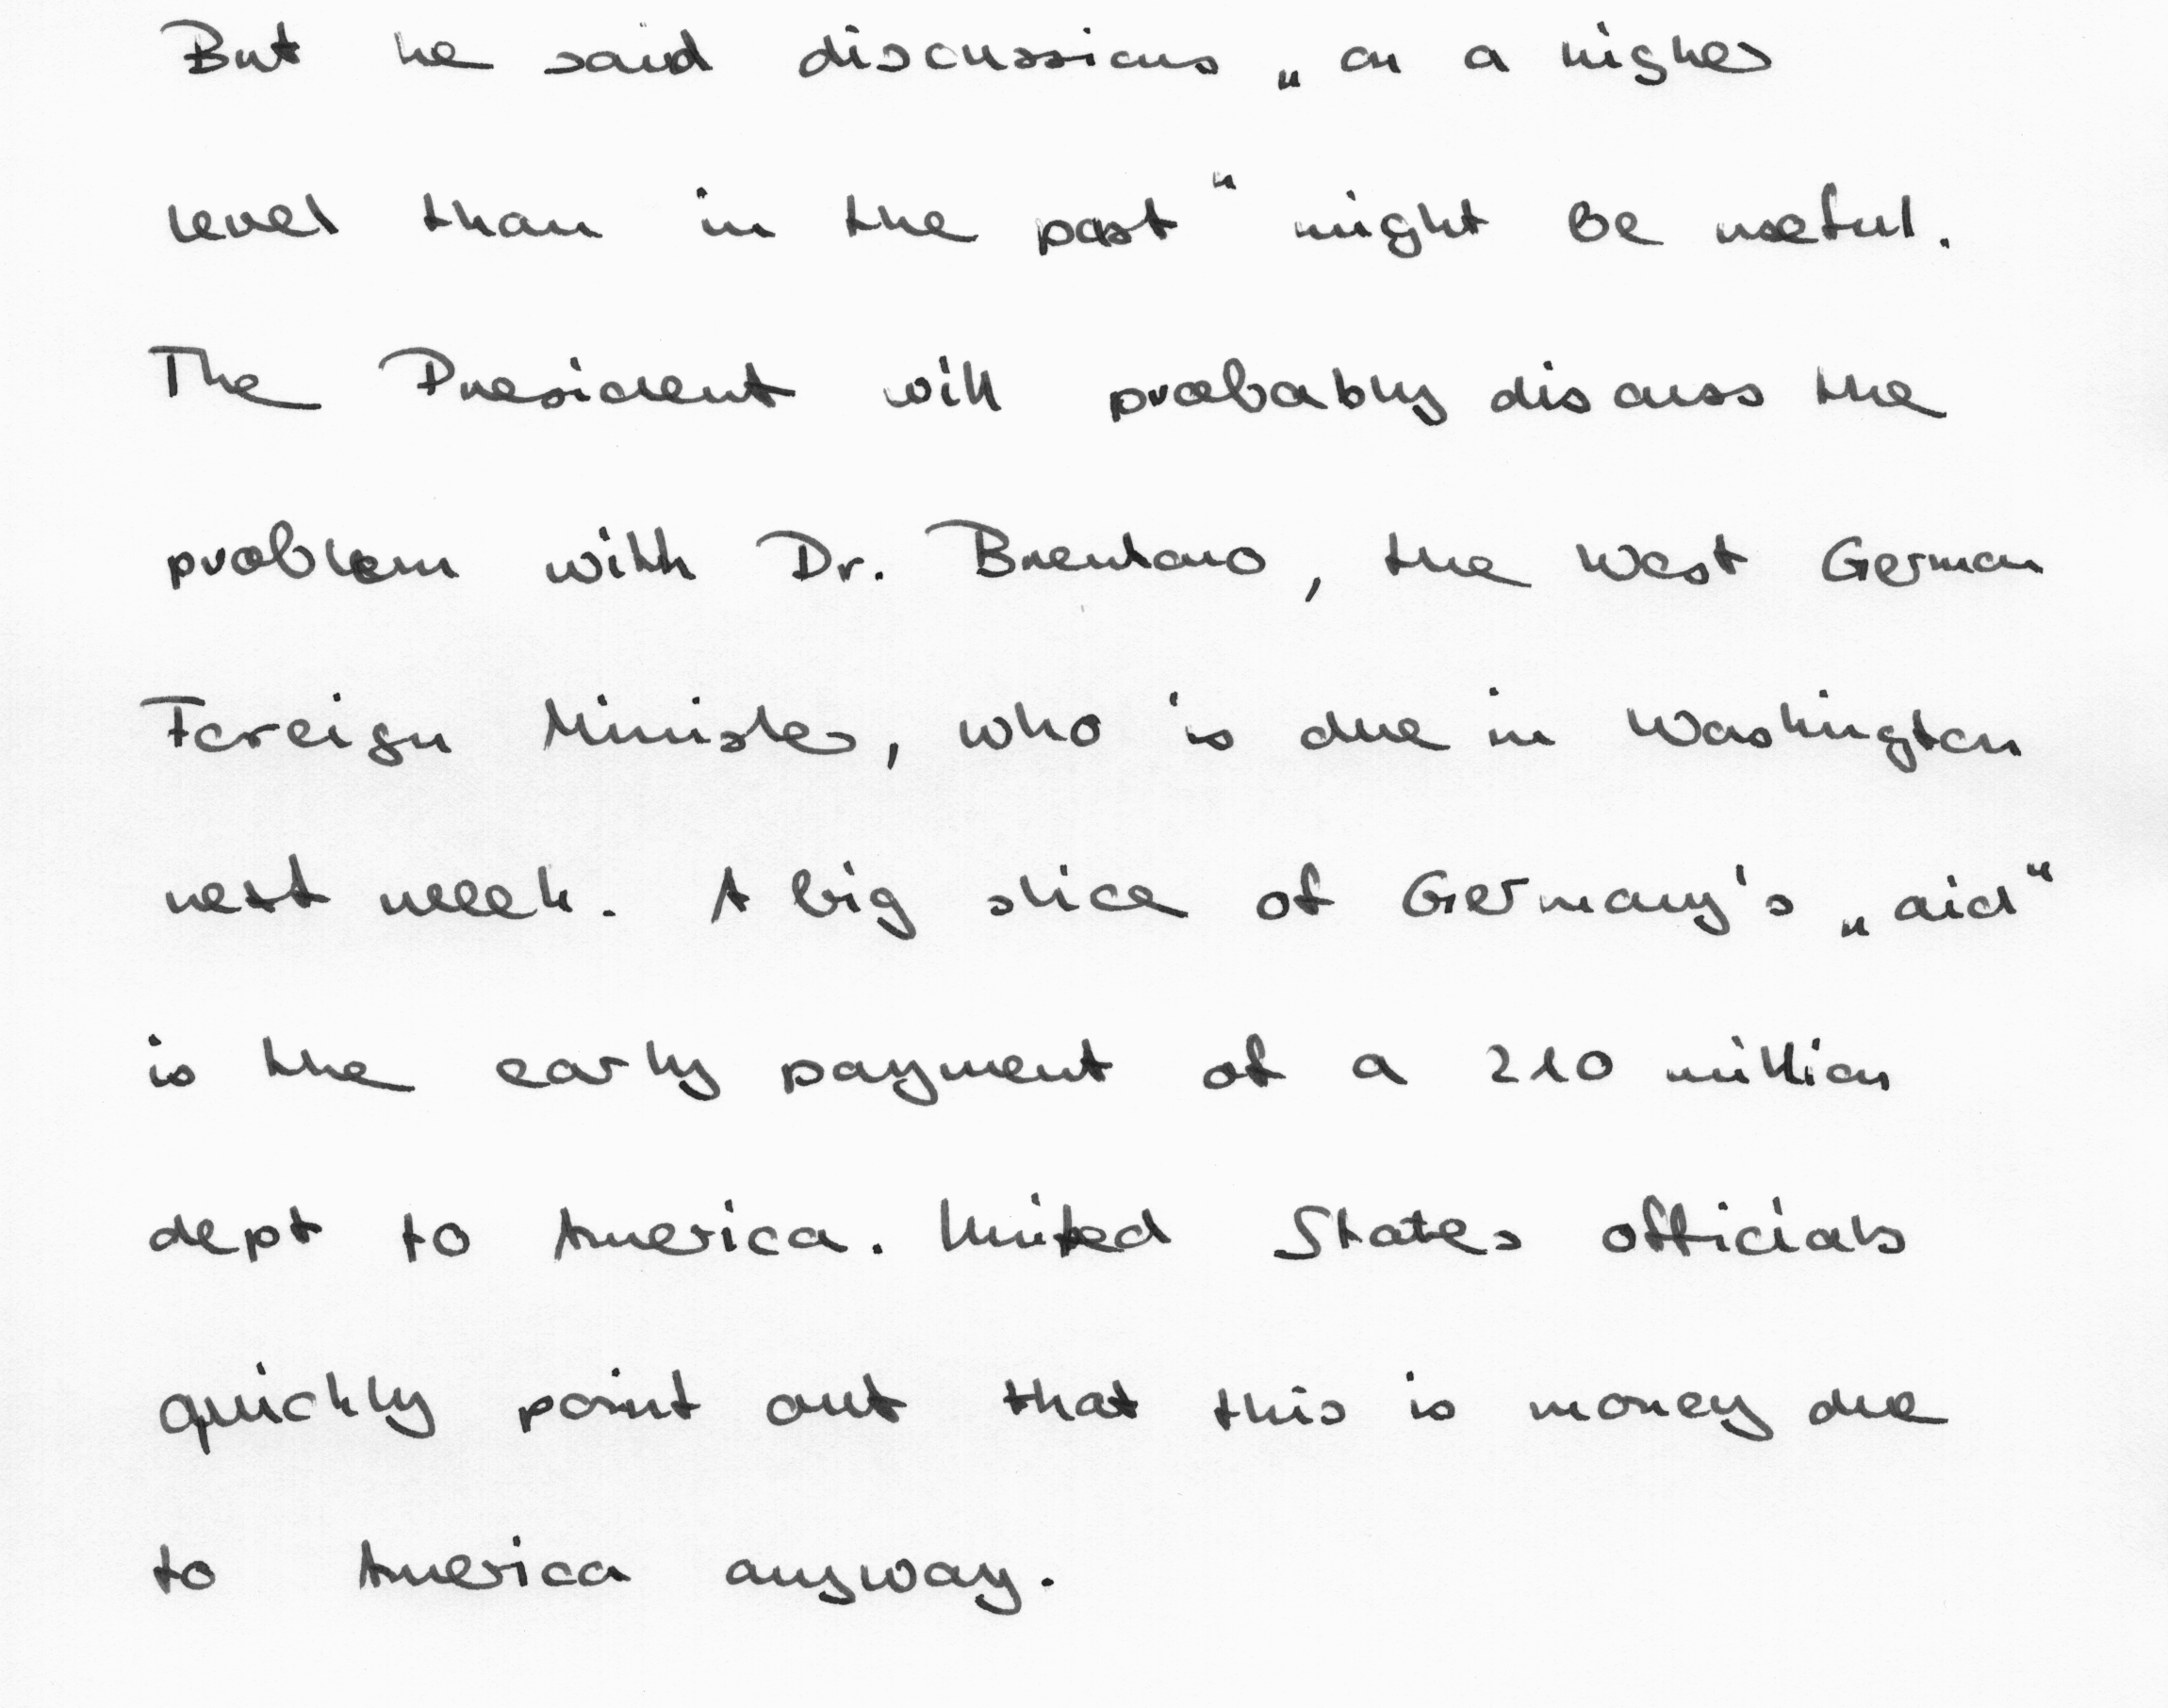 But he said discussions „on a higher
level than in the past“ might be useful.
The President will probably discuss the
problem with Dr. Brentano, the West German
Foreign Minister, who is due in Washington
next week. A big slice of Germany's „aid“
is the early payment of a 210 million
dept to America. United States officials
quickly point out that this is money due
to America anyway.